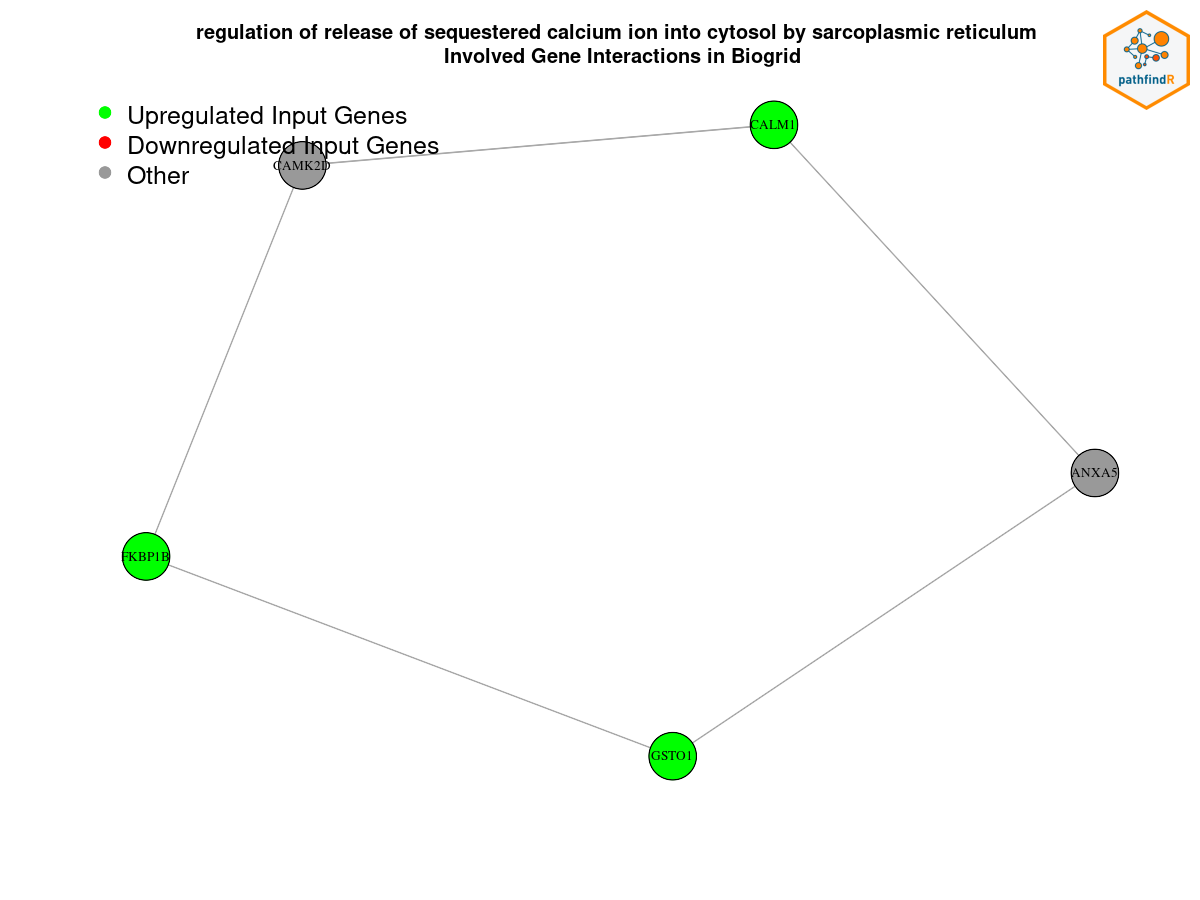 regulation of release of sequestered calcium ion into cytosol by sarcoplasmic reticulum
Involved Gene Interactions in Biogrid
pathfindR
Upregulated Input Genes
Downregulated Input Genes
Other
CALM1
CAMK2D
ANXA5
FKBP1B
GSTO1